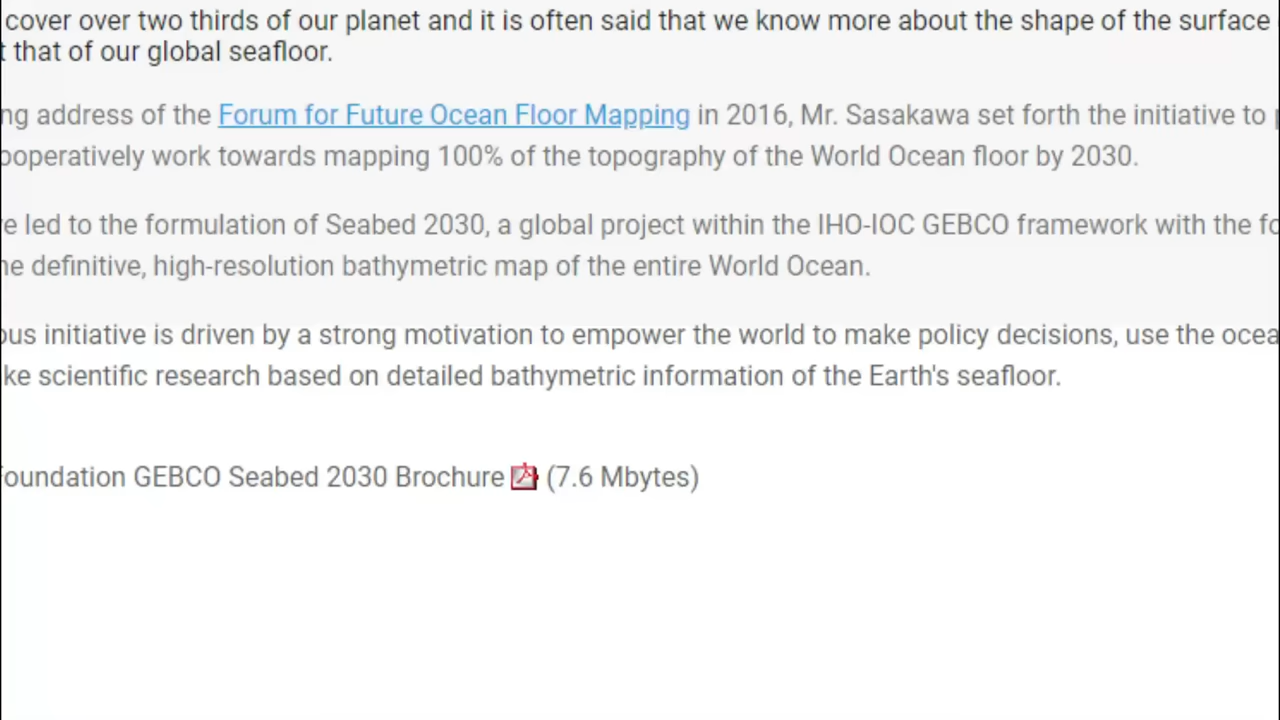 cover over two thirds of our planet and it is often said that we know more about the shape of the surface
that of our global seafloor.
address of the Forum for Future Ocean Floor Mapping in 2016, Mr. Sasakawa set forth the initiative to
ooperatively work towards mapping 100% of the topography of the World Ocean floor by 2030.
led to the formulation of Seabed 2030, a global project within the IHO-IOC GEBCO framework with the
definitive, high-resolution bathymetric map of the entire World Ocean.
initiative is driven by a strong motivation to empower the world to make policy decisions, use the
scientific research based on detailed bathymetric information of the Earth's seafloor.
oundation GEBCO Seabed 2030 Brochure (7.6 Mbytes)